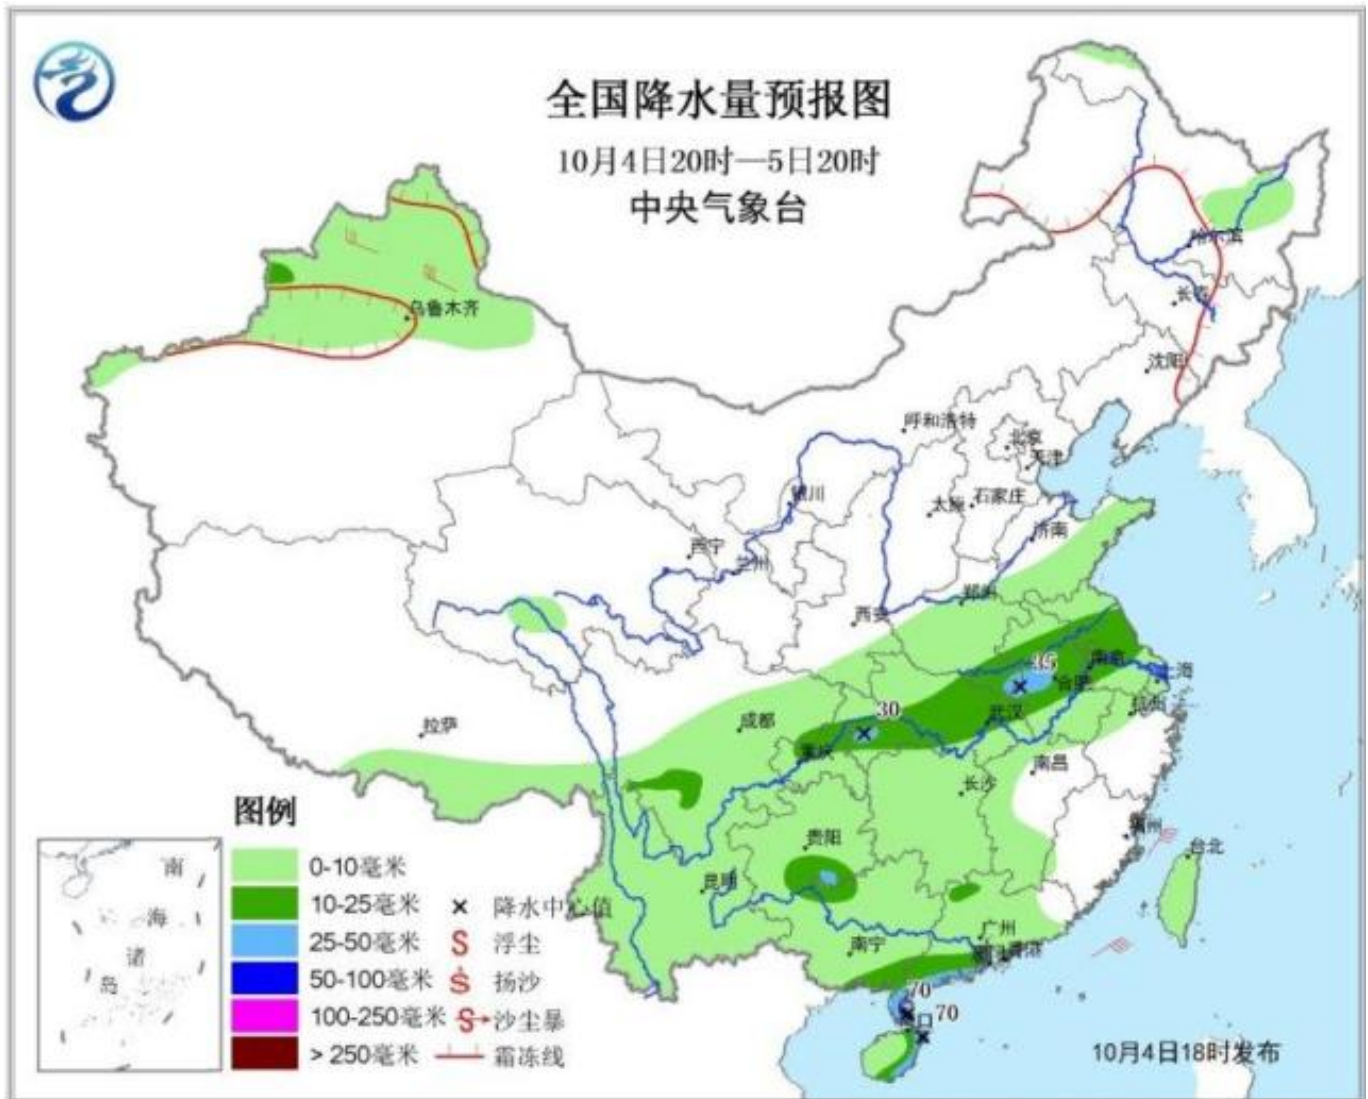 全国降水量预报图
10月4日20时—5日20时
中央气象台
哈尔滨
乌鲁木齐
长春
沈阳
呼和浩特
北京
天津
银川
太原
石家庄
西宁
济南
兰州
郑州
西安
35
南京
合肥
上海
30
武汉
杭州
拉萨
成都
重庆
南昌
长沙
图例
贵阳
福州
台北
南
海
诸
岛
昆明
广州
南宁
香港
70
70
海口
0-10毫米
10-25毫米
降水中心值
25-50毫米
浮尘
50-100毫米
扬沙
100-250毫米
沙尘暴
> 250毫米
霜冻线
10月4日18时发布